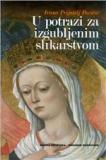 Ivana Prijatelj Pavičić
U potrazi za
izgubljenim
slikarstvom